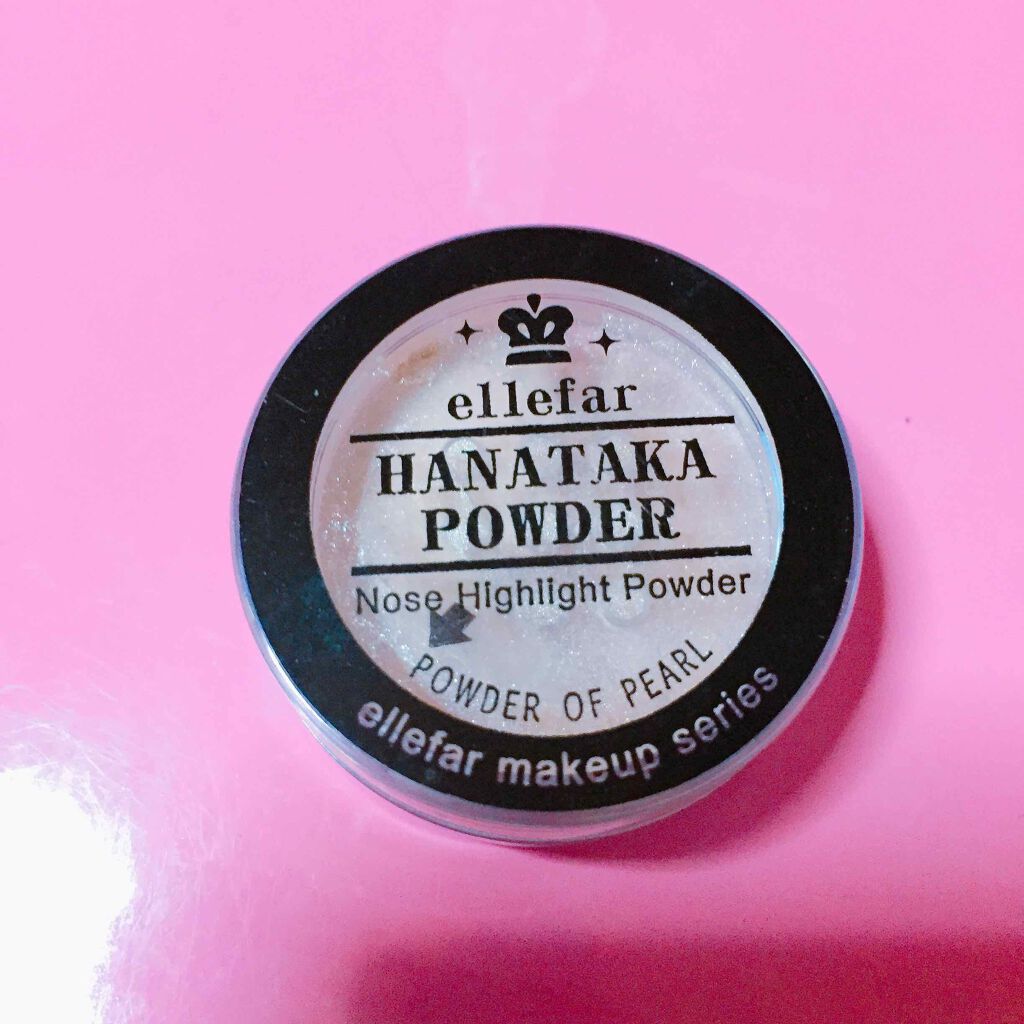 ellefar
HANATAKA
POWDER
Nose Highlight Powder
POWDER OF PEARL
ellefar makeup series